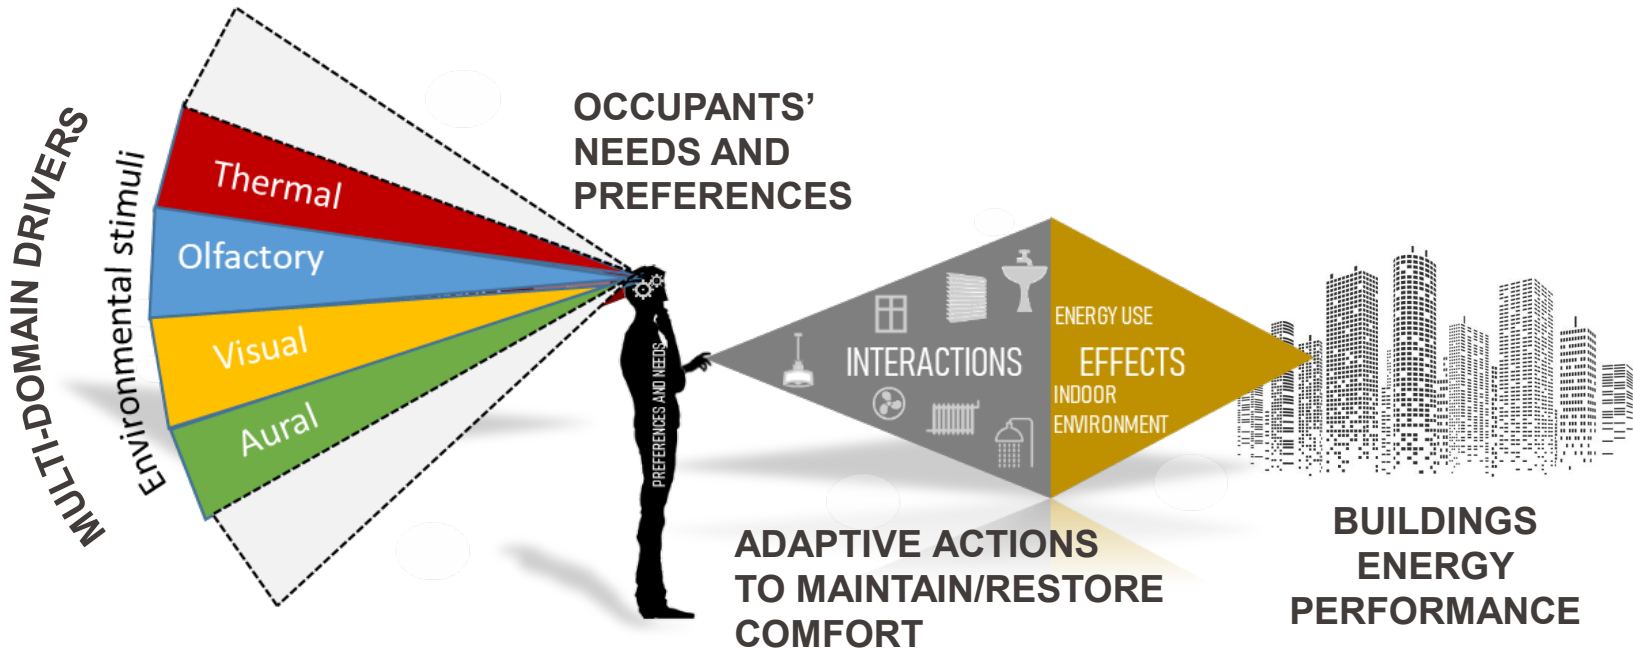 MULTI-DOMAIN DRIVERS
Environmental stimuli
Thermal
Olfactory
Visual
Aural
OCCUPANTS’
NEEDS AND
PREFERENCES
PREFERENCES AND NEEDS
INTERACTIONS
ENERGY USE
EFFECTS
INDOOR
ENVIRONMENT
ADAPTIVE ACTIONS
TO MAINTAIN/RESTORE
COMFORT
BUILDINGS
ENERGY
PERFORMANCE